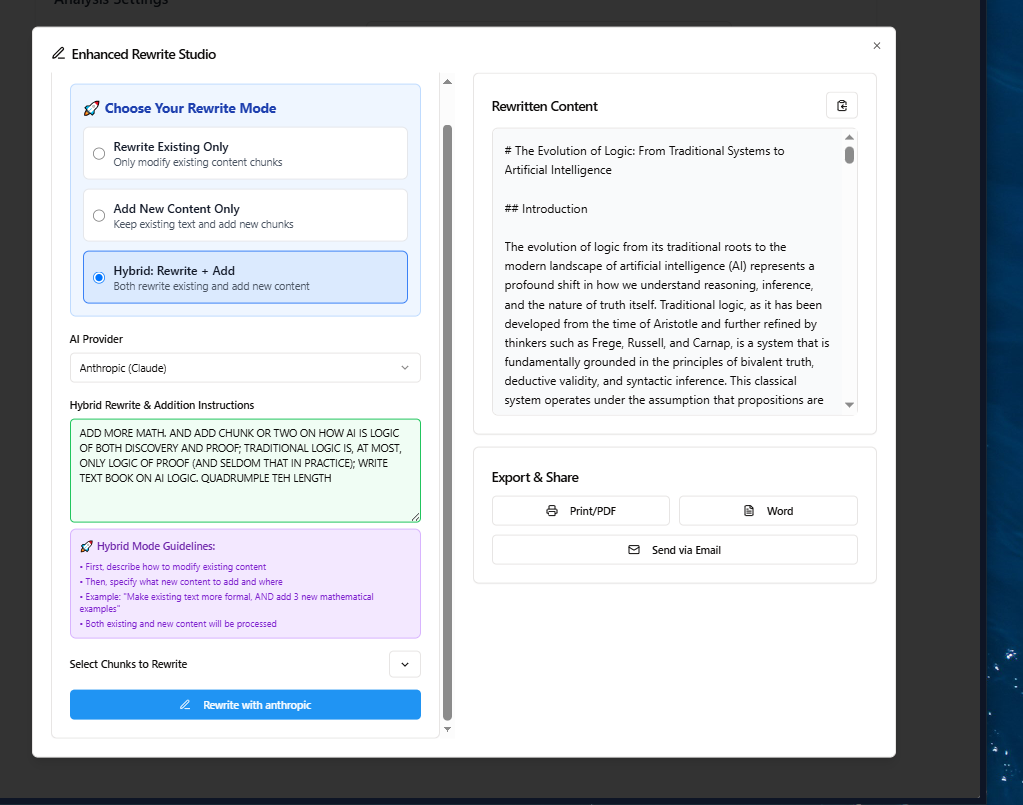 Analysis Settings
Enhanced Rewrite Studio
×
Choose Your Rewrite Mode
Rewrite Existing Only
Only modify existing content chunks
Add New Content Only
Keep existing text and add new chunks
Hybrid: Rewrite + Add
Both rewrite existing and add new content
AI Provider
Anthropic (Claude)
Hybrid Rewrite & Addition Instructions
ADD MORE MATH. AND ADD CHUNK OR TWO ON HOW AI IS LOGIC
OF BOTH DISCOVERY AND PROOF; TRADITIONAL LOGIC IS, AT MOST,
ONLY LOGIC OF PROOF (AND SELDOM THAT IN PRACTICE); WRITE
TEXT BOOK ON AI LOGIC. QUADRUMPLE TEH LENGTH
Hybrid Mode Guidelines:
• First, describe how to modify existing content
• Then, specify what new content to add and where
• Example: "Make existing text more formal, AND add 3 new mathematical
examples"
• Both existing and new content will be processed
Select Chunks to Rewrite
Rewrite with anthropic
Rewritten Content
# The Evolution of Logic: From Traditional Systems to
Artificial Intelligence
## Introduction
The evolution of logic from its traditional roots to the
modern landscape of artificial intelligence (AI) represents a
profound shift in how we understand reasoning, inference,
and the nature of truth itself. Traditional logic, as it has been
developed from the time of Aristotle and further refined by
thinkers such as Frege, Russell, and Carnap, is a system that is
fundamentally grounded in the principles of bivalent truth,
deductive validity, and syntactic inference. This classical
system operates under the assumption that propositions are
Export & Share
Print/PDF
Word
Send via Email